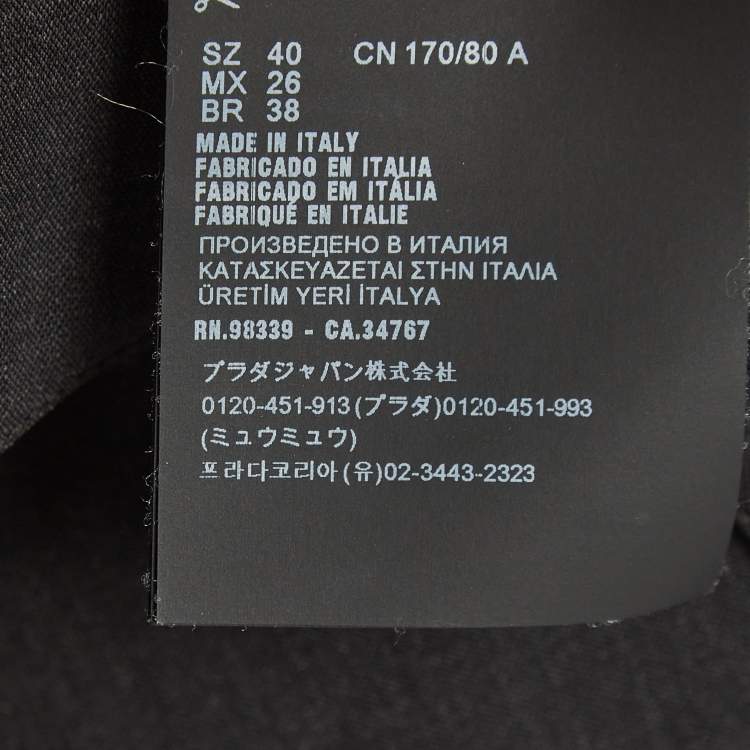 SZ 40 CN 170/80 A
MX 26
BR 38
MADE IN ITALY
FABRICADO EN ITALIA
FABRICADO EM ITÁLIA
FABRIQUÉ EN ITALIE
ПРОИЗВЕДЕНО В ИТАЛИЯ
ΚΑΤΑΣΚΕΥΑΖΕΤΑΙ ΣΤΗΝ ΙΤΑΛΙΑ
ÜRETİM YERİ İTALYA
RN.98339 - CA.34767
プラダジャパン株式会社
0120-451-913(プラダ)0120-451-993
(ミュウミュウ)
프라다코리아(유)02-3443-2323